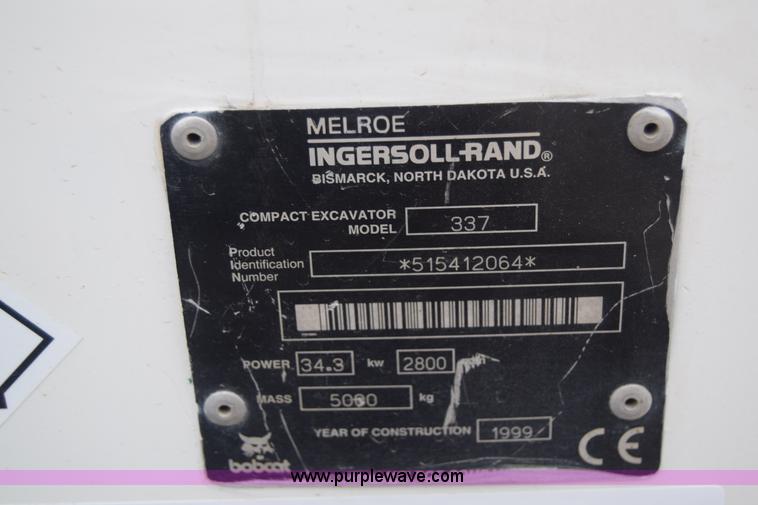 MELROE
INGERSOLL-RAND®
BISMARCK, NORTH DAKOTA U.S.A.
COMPACT EXCAVATOR
MODEL 337
Product
Identification
Number *515412064*
POWER 34.3 kw 2800
MASS kg
YEAR OF CONSTRUCTION 1999
bobcat CE
www.purplewave.com